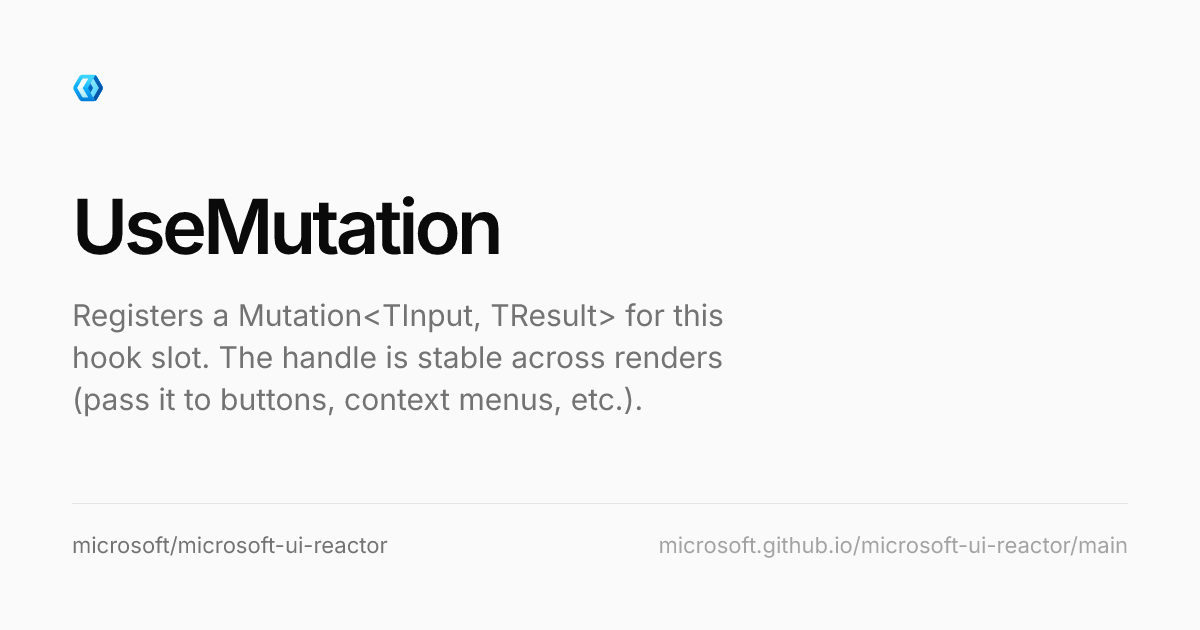 UseMutation
Registers a Mutation<TInput, TResult> for this
hook slot. The handle is stable across renders
(pass it to buttons, context menus, etc.).
microsoft/microsoft-ui-reactor
microsoft.github.io/microsoft-ui-reactor/main